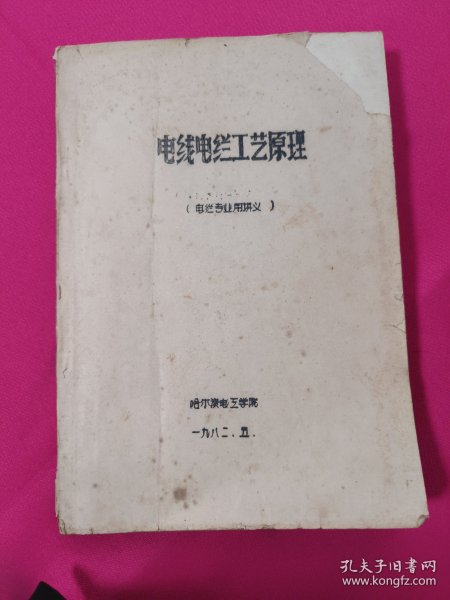 电线电缆工艺原理
（电缆专业用讲义）
哈尔滨电工学院
一九八二．五．
孔夫子旧书网
www.kongfz.com